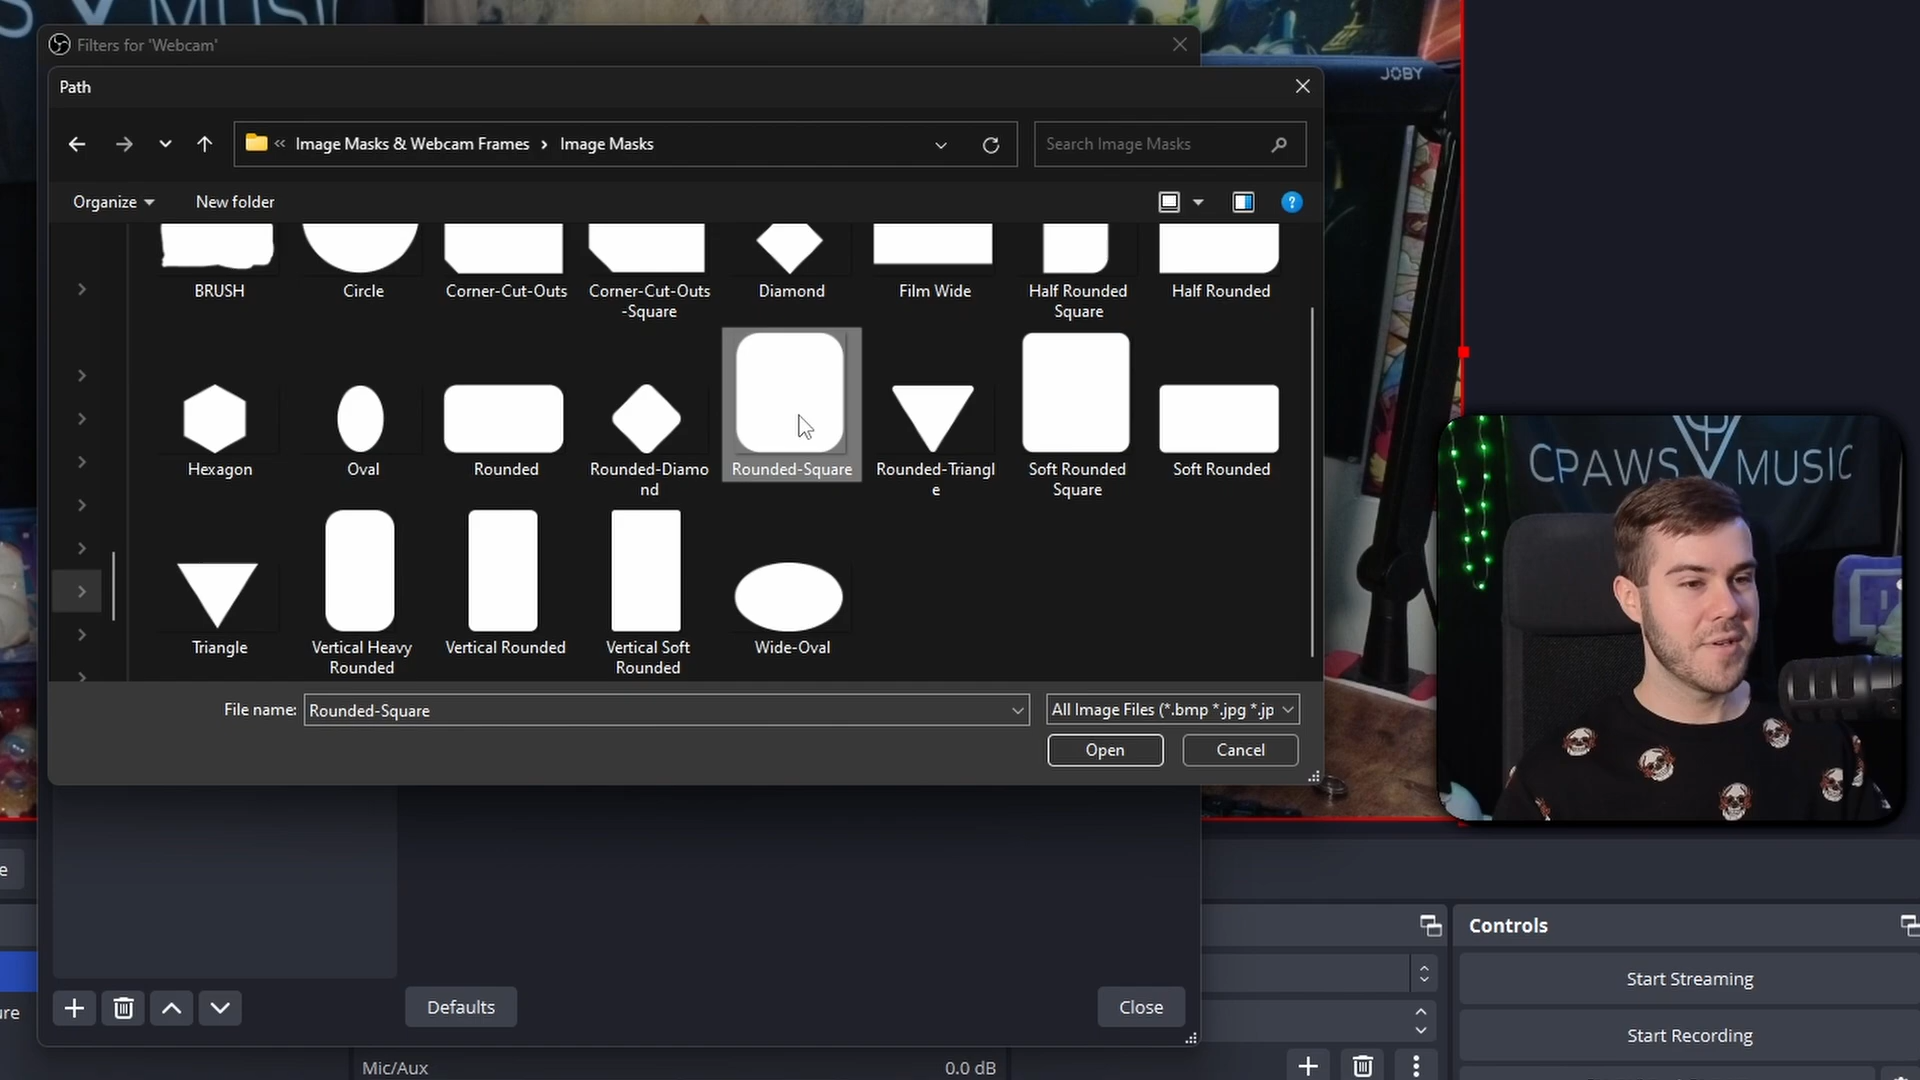 MUSIC
Filters for 'Webcam'
JOBY
Path
« Image Masks & Webcam Frames › Image Masks
Search Image Masks
Organize
New folder
?
BRUSH
Circle
Corner-Cut-Outs
Corner-Cut-Outs
-Square
Diamond
Film Wide
Half Rounded
Square
Half Rounded
Hexagon
Oval
Rounded
Rounded-Diamo
nd
Rounded-Square
Rounded-Triangl
e
Soft Rounded
Square
Soft Rounded
CPAWS MUSIC
Triangle
Vertical Heavy
Rounded
Vertical Rounded
Vertical Soft
Rounded
Wide-Oval
File name: Rounded-Square
All Image Files (*.bmp *.jpg *.jp
Open
Cancel
e
Controls
Start Streaming
ure
Defaults
Close
Start Recording
Mic/Aux
0.0 dB